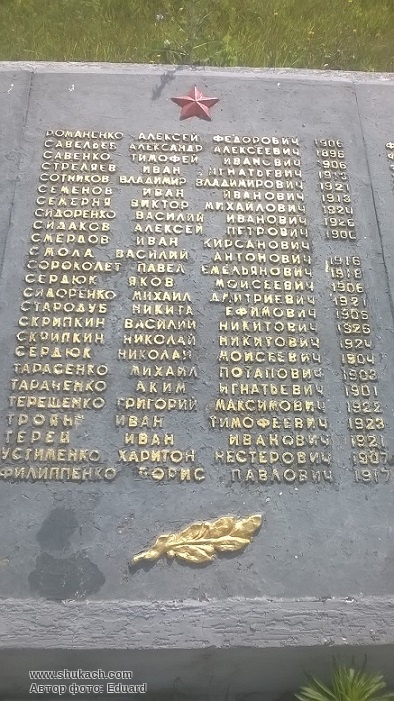 РОМАНЕНКО АЛЕКСЕЙ ФЕДОРОВИЧ 1906
САВЕЛЬЕВ АЛЕКСАНДР АЛЕКСЕЕВИЧ 1896
САВЕНКО ТИМОФЕЙ ИВАНОВИЧ 1906
СТРЕЛЯЕВ ИВАН ИГНАТЬЕВИЧ 1913
СОТНИКОВ ВЛАДИМИР ВЛАДИМИРОВИЧ 1921
СЕМЕНОВ ИВАН ИВАНОВИЧ 1913
СЕМЕРНЯ ВИКТОР МИХАЙЛОВИЧ 1924
СИДОРЕНКО ВАСИЛИЙ ИВАНОВИЧ 1926
СИДАКОВ АЛЕКСЕЙ ПЕТРОВИЧ 1900
СМЕРДОВ ИВАН КИРСАНОВИЧ
СМОЛА ВАСИЛИЙ АНТОНОВИЧ 1916
СОРОКОЛЕТ ПАВЕЛ ЕМЕЛЬЯНОВИЧ 1918
СЕРДЮК ЯКОВ МОИСЕЕВИЧ 1906
СИДОРЕНКО МИХАИЛ ДМИТРИЕВИЧ 1921
СТАРОДУБ НИКИТА ЕФИМОВИЧ 1905
СКРИПКИН ВАСИЛИЙ НИКИТОВИЧ 1926
СКРИПКИН НИКОЛАЙ НИКИТОВИЧ 1924
СЕРДЮК НИКОЛАЙ МОИСЕЕВИЧ 1904
ТАРАСЕНКО МИХАИЛ ПОТАПОВИЧ 1903
ТАРАЧЕНКО АКИМ ИГНАТЬЕВИЧ 1901
ТЕРЕЩЕНКО ГРИГОРИЙ МАКСИМОВИЧ 1922
ТРОЯН ИВАН ТИМОФЕЕВИЧ 1923
ТЕРЕЙ ИВАН ИВАНОВИЧ 1921
УСТИМЕНКО ХАРИТОН НЕСТЕРОВИЧ 1907
ФИЛИППЕНКО БОРИС ПАВЛОВИЧ 1917
www.shukach.com
Автор фото: Eduard